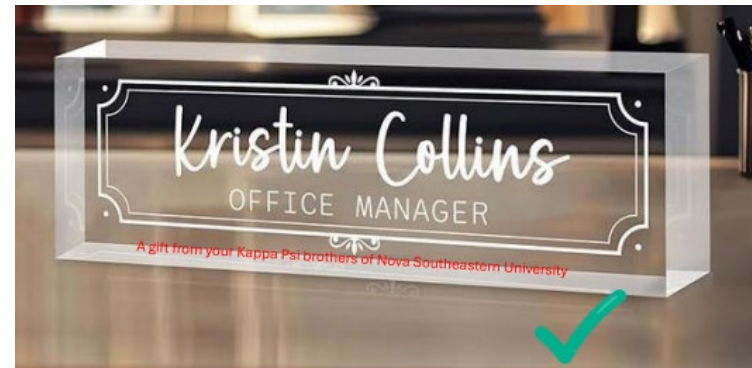 Kristin Collins
OFFICE MANAGER
A gift from your Kappa Psi brothers of Nova Southeastern University